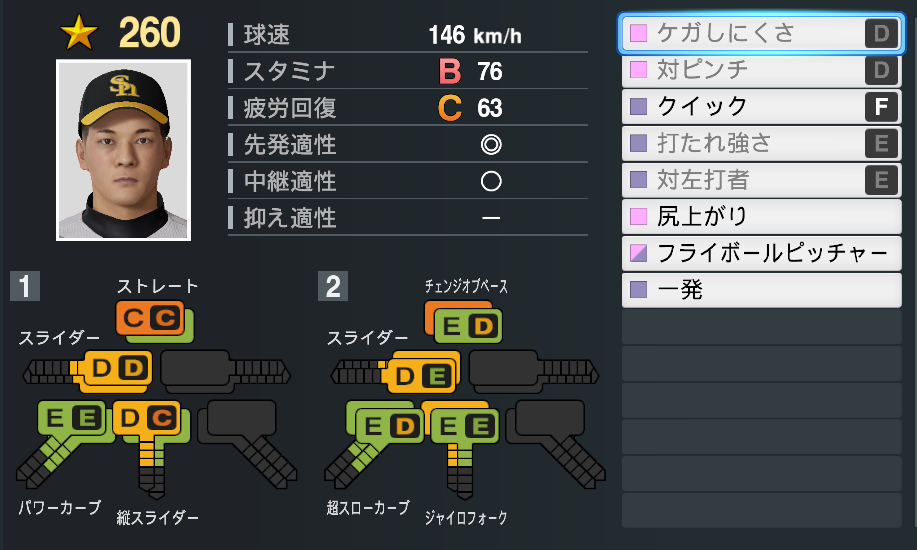 ★ 260
SH
球速 146 km/h
スタミナ B 76
疲労回復 C 63
先発適性 ◎
中継適性 ○
抑え適性 －
ケガしにくさ D
対ピンチ D
クイック F
打たれ強さ E
対左打者 E
尻上がり
フライボールピッチャー
一発
1
ストレート
C C
スライダー
D D
E E
D C
パワーカーブ
縦スライダー
2
チェンジオブペース
E D
スライダー
D E
E D
E E
超スローカーブ
ジャイロフォーク